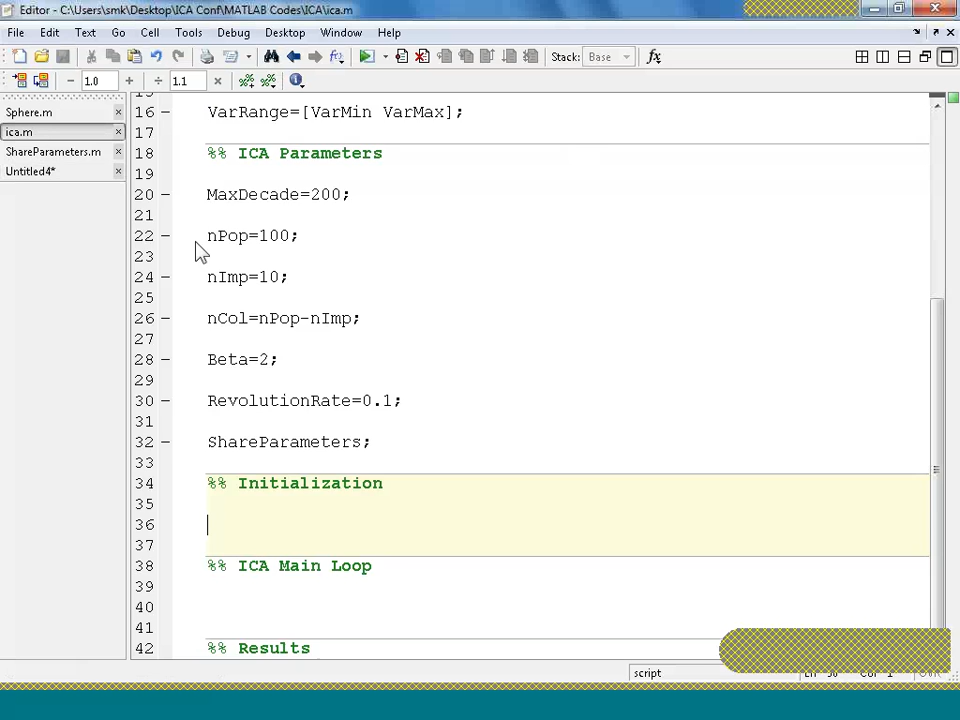 Editor - C:\Users\smk\Desktop\ICA Conf\MATLAB Codes\ICA\ica.m
File Edit Text Go Cell Tools Debug Desktop Window Help
Stack: Base fx
1.0 1.1
Sphere.m
ica.m
ShareParameters.m
Untitled4*
15
16 VarRange=[VarMin VarMax];
17
18 %% ICA Parameters
19
20 MaxDecade=200;
21
22 nPop=100;
23
24 nImp=10;
25
26 nCol=nPop-nImp;
27
28 Beta=2;
29
30 RevolutionRate=0.1;
31
32 ShareParameters;
33
34 %% Initialization
35
36
37
38 %% ICA Main Loop
39
40
41
42 %% Results
script